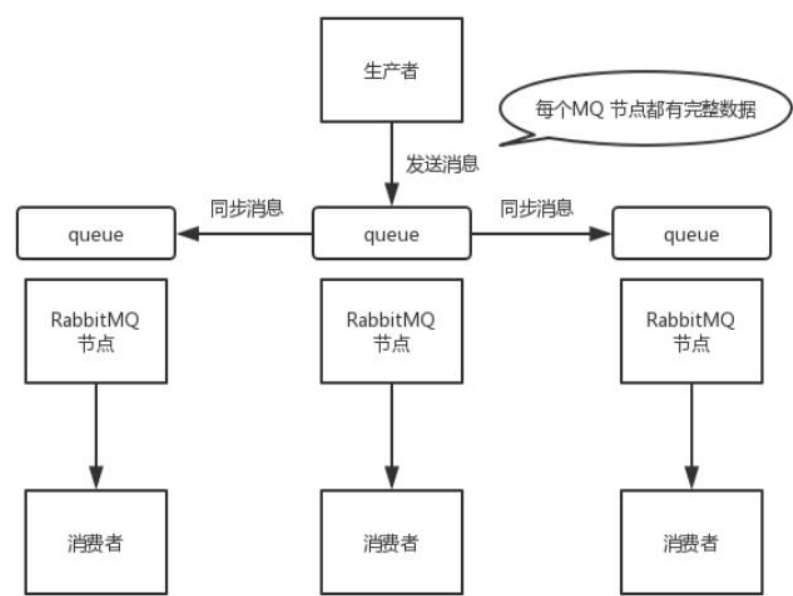 生产者
每个MQ 节点都有完整数据
发送消息
同步消息
同步消息
queue
queue
queue
RabbitMQ
节点
RabbitMQ
节点
RabbitMQ
节点
消费者
消费者
消费者